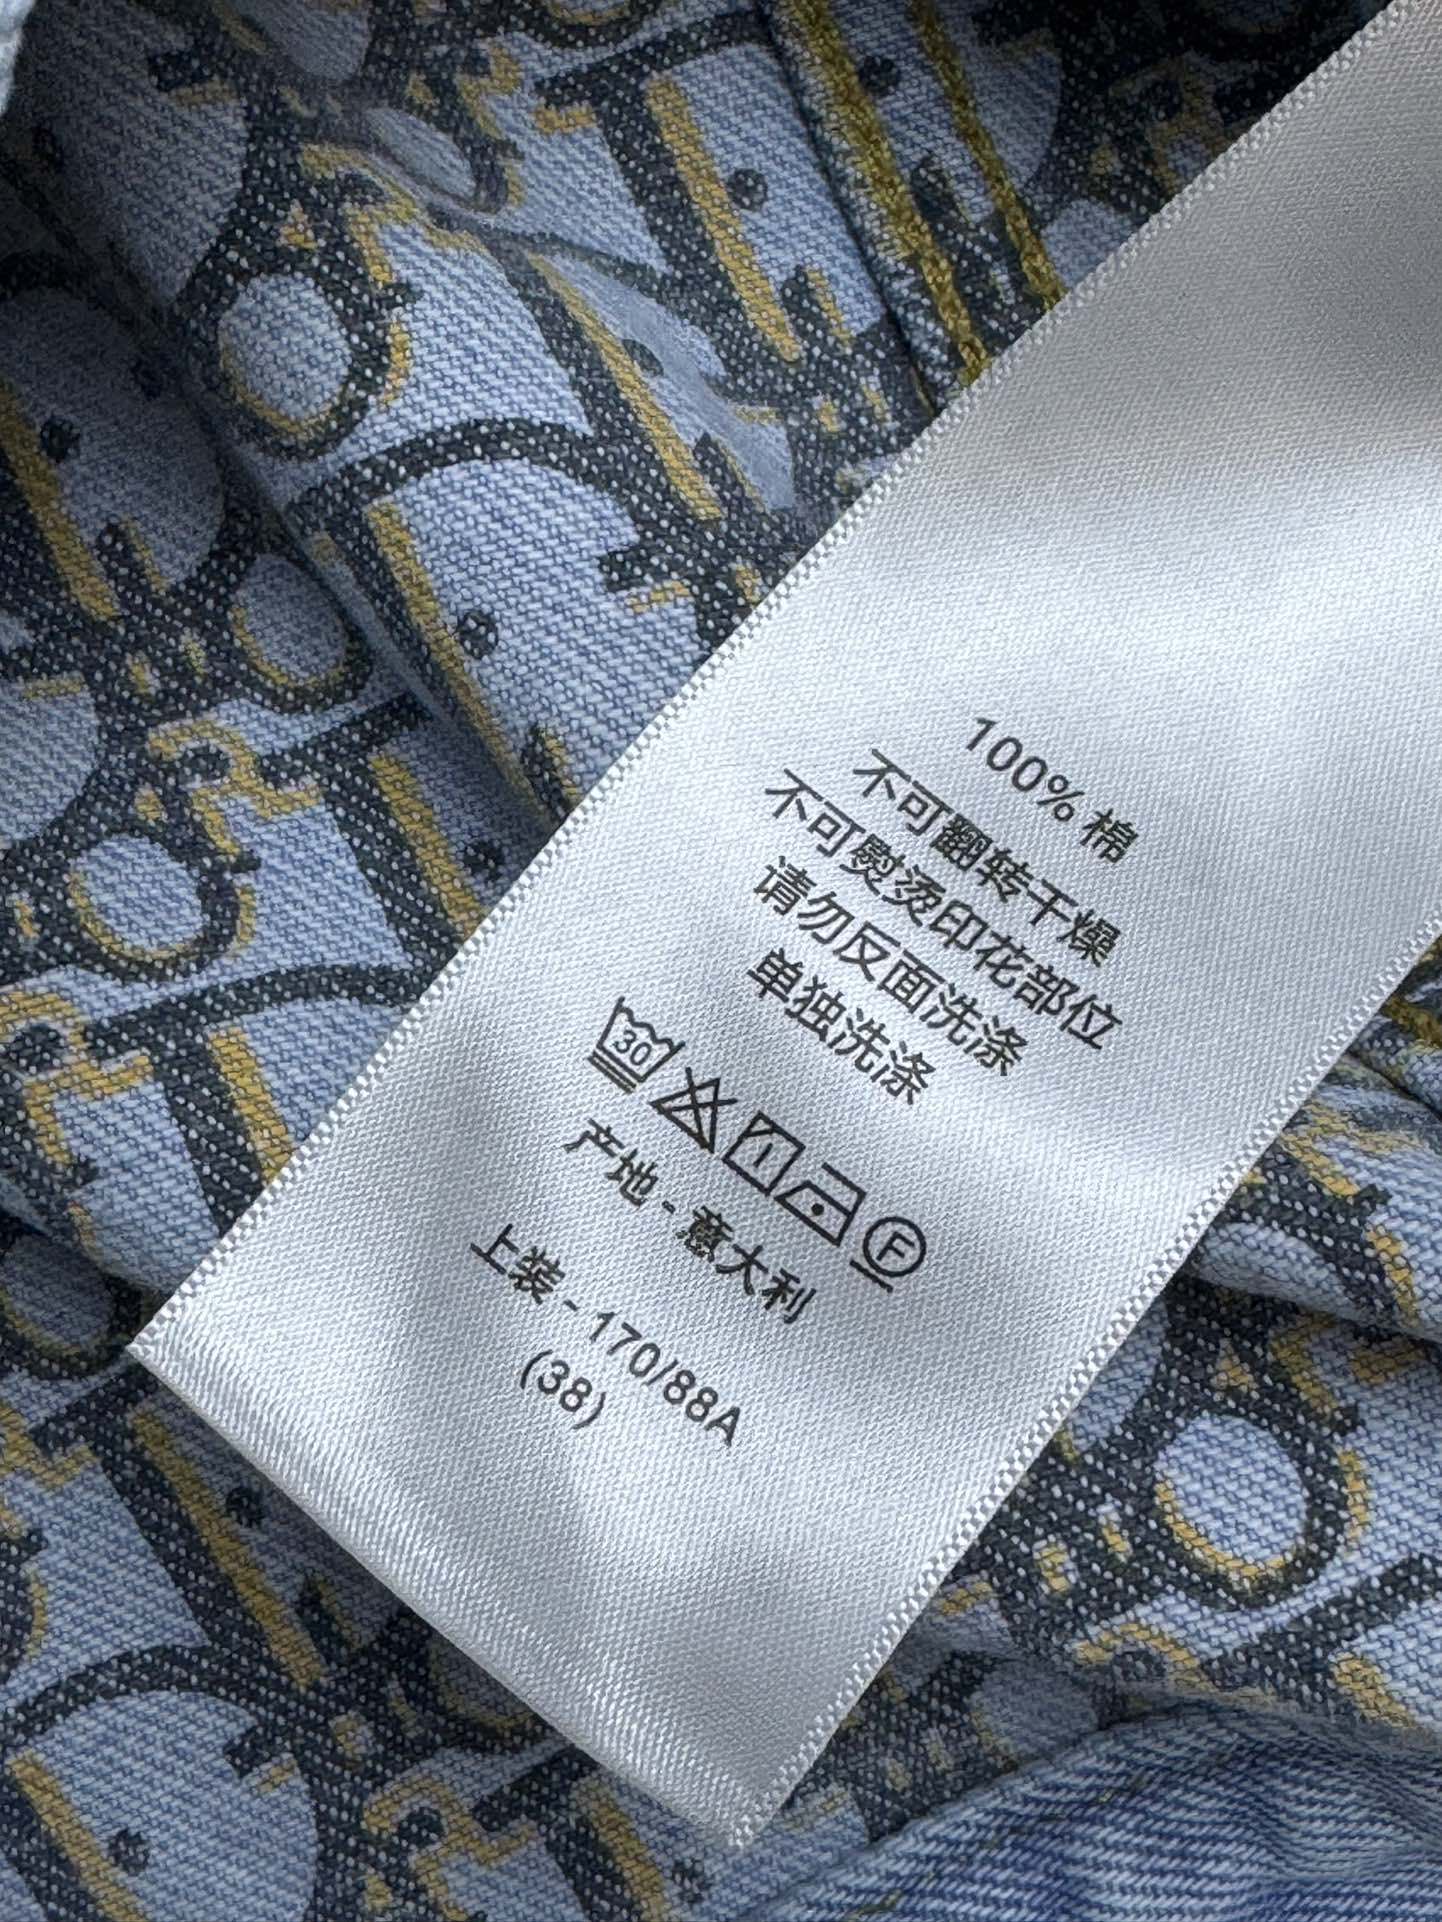 100% 棉
不可翻转干燥
不可熨烫印花部位
请勿反面洗涤
单独洗涤
30 F
产地 - 意大利
上装 - 170/88A
(38)